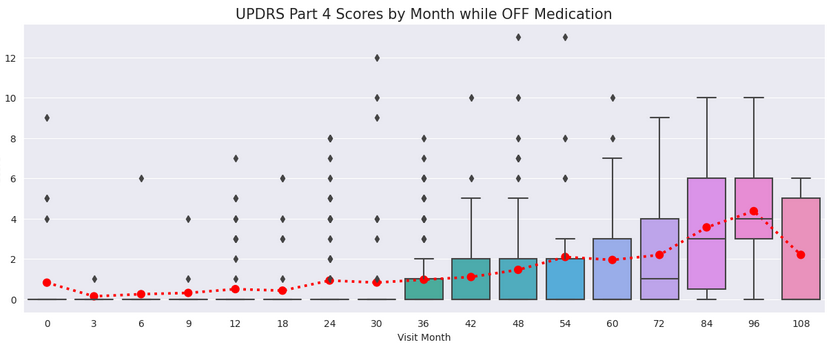 UPDRS Part 4 Scores by Month while OFF Medication
12
10
8
6
4
2
0
0 3 6 9 12 18 24 30 36 42 48 54 60 72 84 96 108
Visit Month